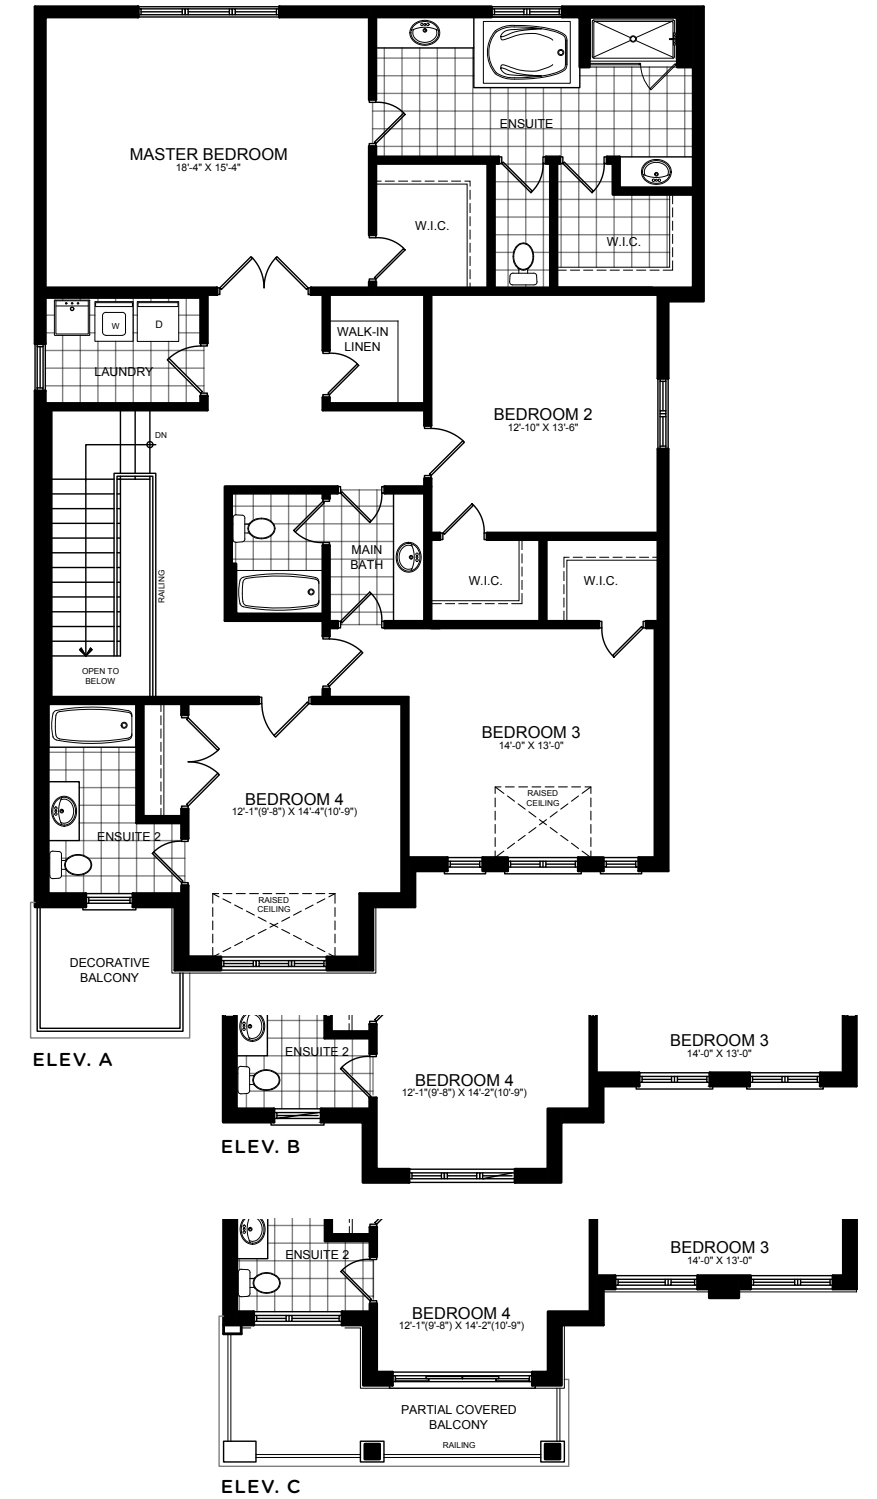 ENSUITE
MASTER BEDROOM
18'-4" X 15'-4"
W.I.C.
W.I.C.
W
D
WALK-IN
LINEN
LAUNDRY
BEDROOM 2
12'-10" X 13'-6"
DN
MAIN
BATH
RAILING
W.I.C.
W.I.C.
OPEN TO
BELOW
BEDROOM 3
14'-0" X 13'-0"
RAISED
CEILING
BEDROOM 4
12'-1"(9'-8") X 14'-4"(10'-9")
ENSUITE 2
RAISED
CEILING
DECORATIVE
BALCONY
ELEV. A
BEDROOM 3
14'-0" X 13'-0"
ENSUITE 2
BEDROOM 4
12'-1"(9'-8") X 14'-2"(10'-9")
ELEV. B
BEDROOM 3
14'-0" X 13'-0"
ENSUITE 2
BEDROOM 4
12'-1"(9'-8") X 14'-2"(10'-9")
PARTIAL COVERED
BALCONY
RAILING
ELEV. C